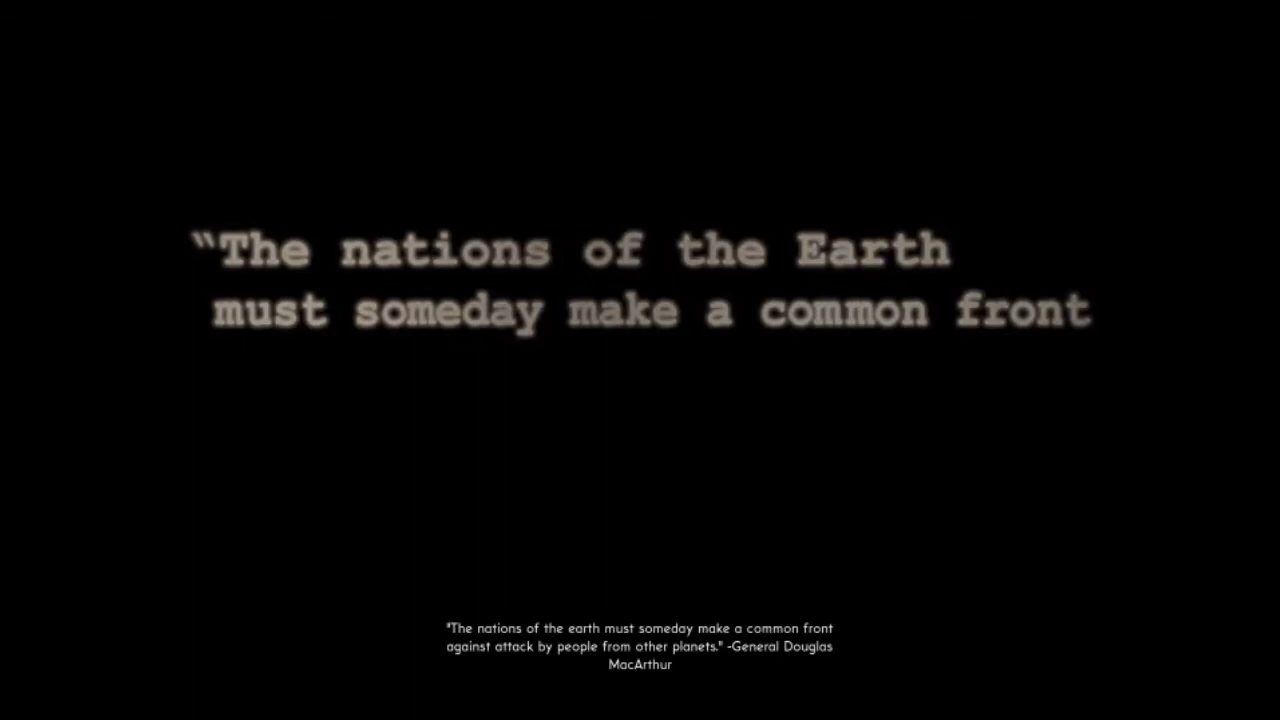 “The nations of the Earth
must someday make a common front
"The nations of the earth must someday make a common front
against attack by people from other planets." -General Douglas
MacArthur